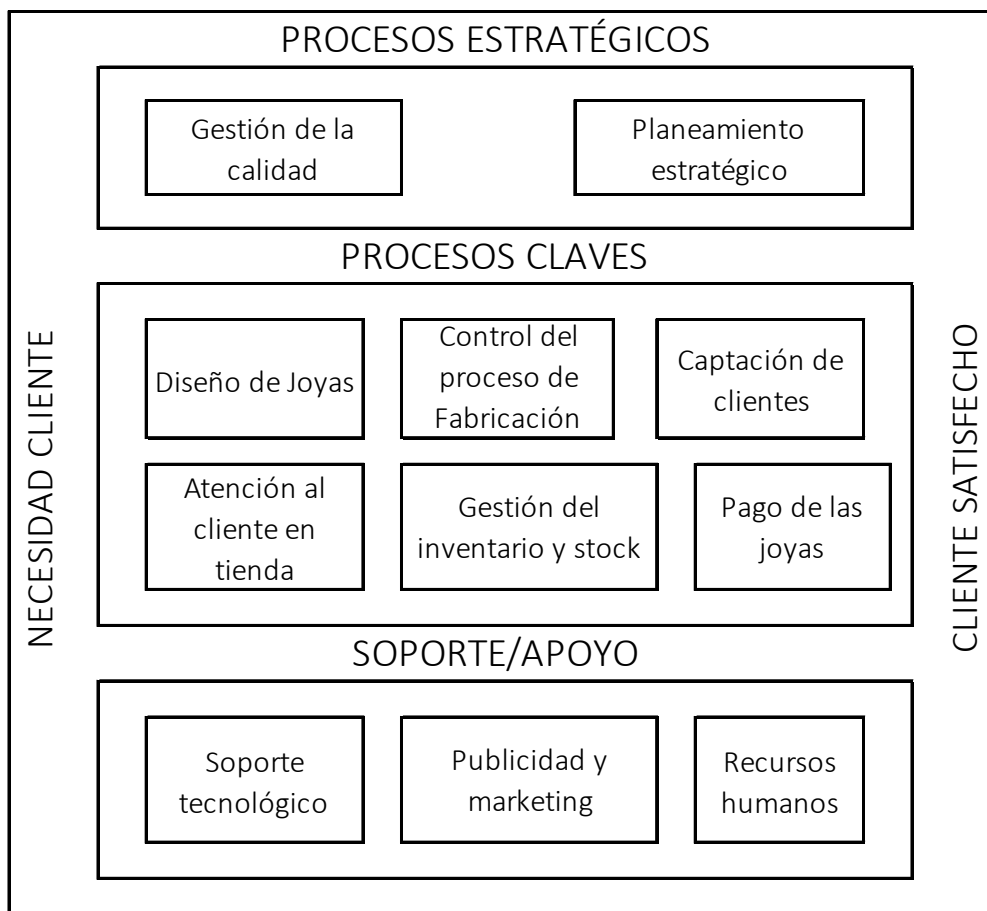 PROCESOS ESTRATÉGICOS
Gestión de la
calidad
Planeamiento
estratégico
PROCESOS CLAVES
NECESIDAD CLIENTE
Diseño de Joyas
Control del
proceso de
Fabricación
Captación de
clientes
Atención al
cliente en
tienda
Gestión del
inventario y stock
Pago de las
joyas
CLIENTE SATISFECHO
SOPORTE/APOYO
Soporte
tecnológico
Publicidad y
marketing
Recursos
humanos